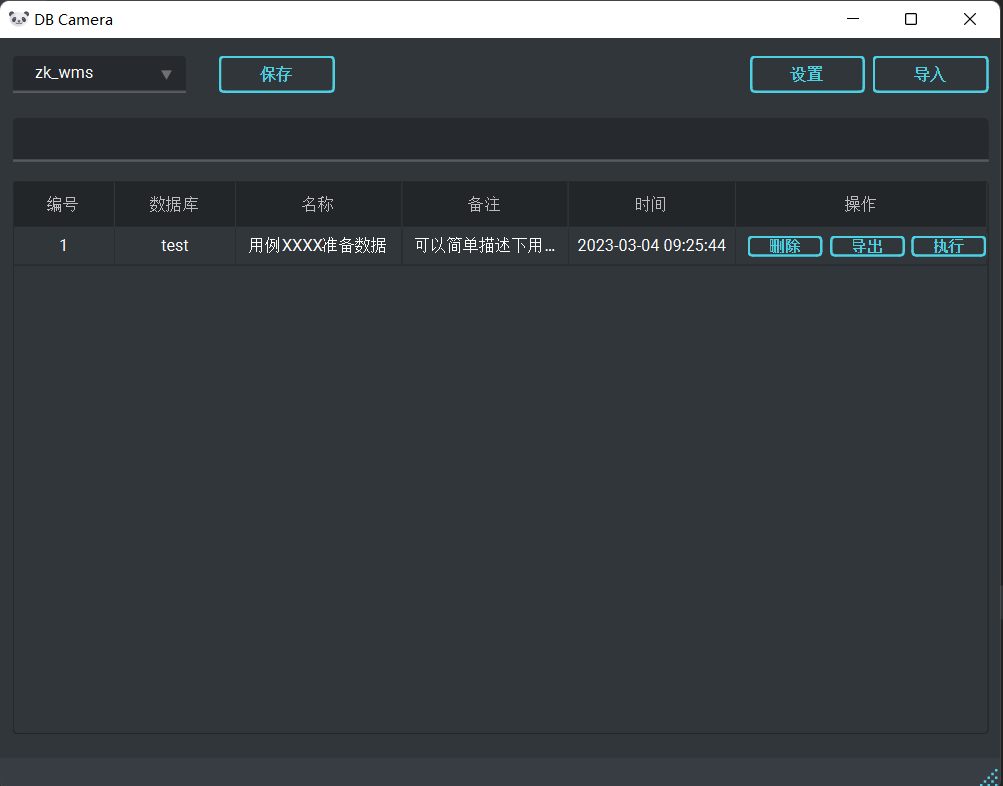 DB Camera
zk_wms 保存 设置 导入
编号 数据库 名称 备注 时间 操作
1 test 用例XXXX准备数据 可以简单描述下用... 2023-03-04 09:25:44 删除 导出 执行